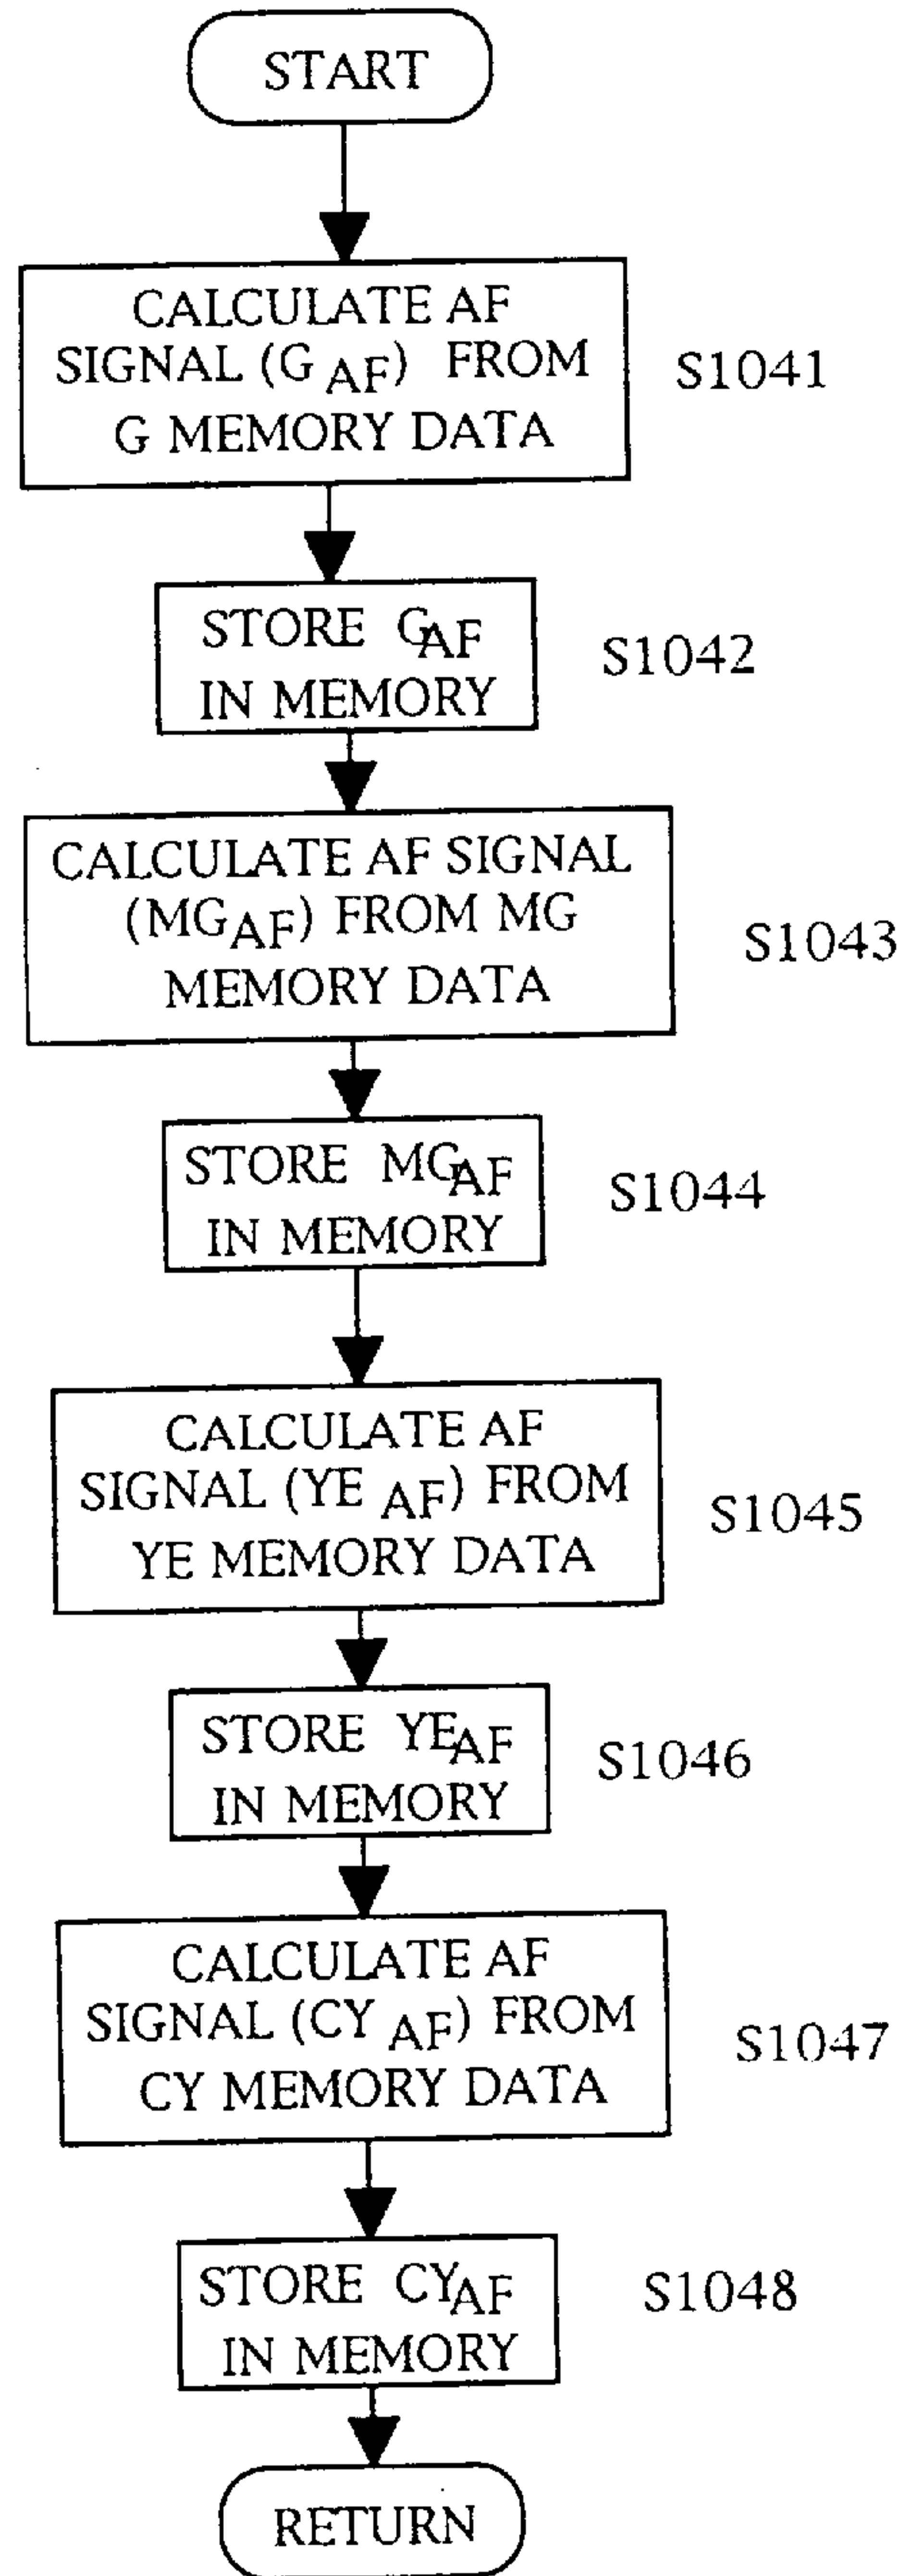 START
CALCULATE AF
SIGNAL (G AF) FROM
G MEMORY DATA
S1041
STORE GAF
IN MEMORY
S1042
CALCULATE AF SIGNAL
(MGAF) FROM MG
MEMORY DATA
S1043
STORE MGAF
IN MEMORY
S1044
CALCULATE AF
SIGNAL (YE AF) FROM
YE MEMORY DATA
S1045
STORE YEAF
IN MEMORY
S1046
CALCULATE AF
SIGNAL (CY AF) FROM
CY MEMORY DATA
S1047
STORE CYAF
IN MEMORY
S1048
RETURN